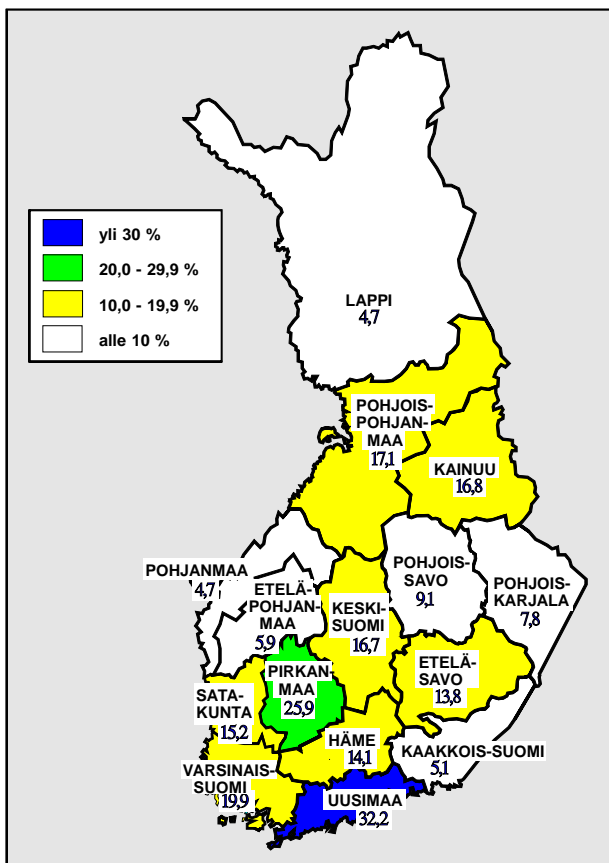 yli 30 %
20,0 - 29,9 %
10,0 - 19,9 %
alle 10 %
LAPPI
4,7
POHJOIS-
POHJAN-
MAA
17,1
KAINUU
16,8
POHJANMAA
4,7
ETELÄ-
POHJAN-
MAA
5,9
KESKI-
SUOMI
16,7
POHJOIS-
SAVO
9,1
POHJOIS-
KARJALA
7,8
PIRKAN-
MAA
25,9
ETELÄ-
SAVO
13,8
SATA-
KUNTA
15,2
HÄME
14,1
KAAKKOIS-SUOMI
5,1
VARSINAIS-
SUOMI
19,9
UUSIMAA
32,2